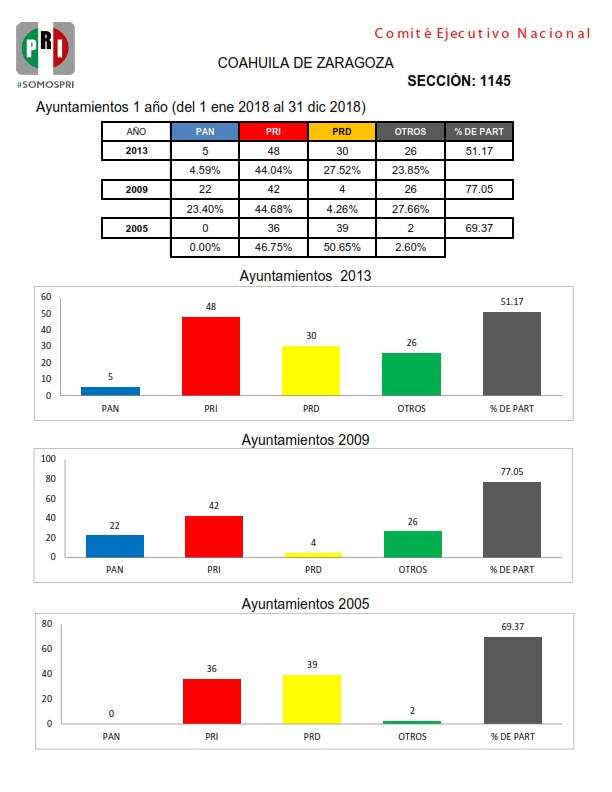 PRI
#SOMOSPRI
Comité Ejecutivo Nacional
COAHUILA DE ZARAGOZA
SECCIÓN: 1145
Ayuntamientos 1 año (del 1 ene 2018 al 31 dic 2018)
AÑO PAN PRI PRD OTROS % DE PART
2013 5 48 30 26 51.17
4.59% 44.04% 27.52% 23.85%
2009 22 42 4 26 77.05
23.40% 44.68% 4.26% 27.66%
2005 0 36 39 2 69.37
0.00% 46.75% 50.65% 2.60%
Ayuntamientos 2013
60
50
40
30
20
10
0
5 48 30 26 51.17
PAN PRI PRD OTROS % DE PART
Ayuntamientos 2009
100
80
60
40
20
0
22 42 4 26 77.05
PAN PRI PRD OTROS % DE PART
Ayuntamientos 2005
80
60
40
20
0
0 36 39 2 69.37
PAN PRI PRD OTROS % DE PART